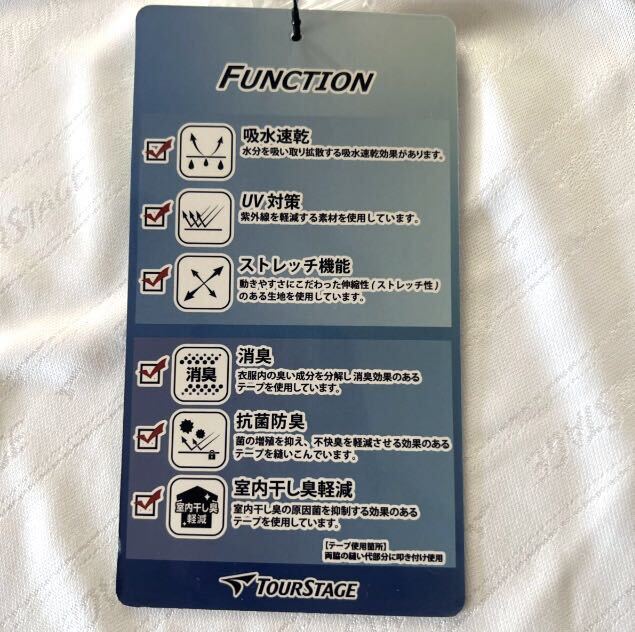 FUNCTION
吸水速乾
水分を吸い取り拡散する吸水速乾効果があります。
UV対策
紫外線を軽減する素材を使用しています。
ストレッチ機能
動きやすさにこだわった伸縮性(ストレッチ性)
のある生地を使用しています。
消臭
消臭
衣服内の臭い成分を分解し消臭効果のある
テープを使用しています。
抗菌防臭
菌の増殖を抑え、不快臭を軽減させる効果のある
テープを縫いこんでいます。
室内干し臭
軽減
室内干し臭軽減
室内干し臭の原因菌を抑制する効果のある
テープを使用しています。
[テープ使用箇所]
両脇の縫い代部分に叩き付け使用
TOURSTAGE
TOURSTAGE